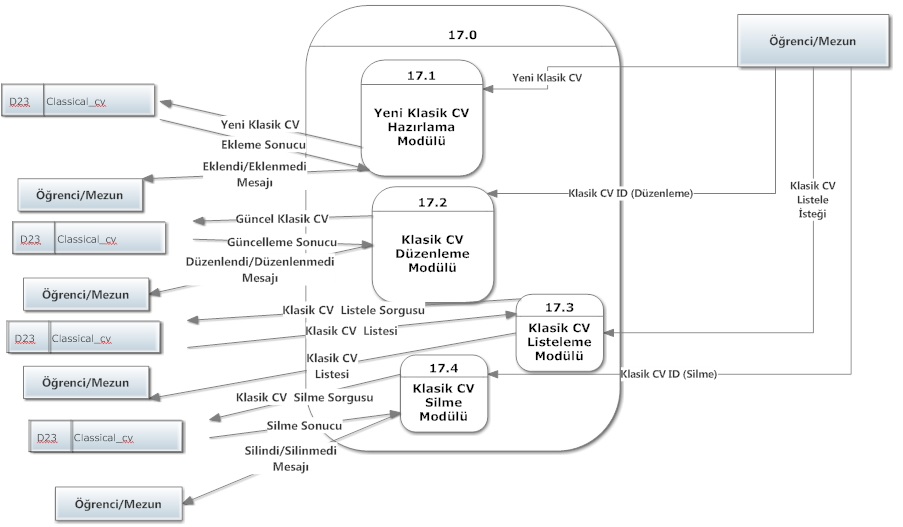 17.0
Öğrenci/Mezun
17.1
Yeni Klasik CV
Hazırlama
Modülü
Yeni Klasik CV
D23 Classical_cv
Yeni Klasik CV
Ekleme Sonucu
Eklendi/Eklenmedi
Mesajı
Öğrenci/Mezun
17.2
Klasik CV
Düzenleme
Modülü
Klasik CV ID (Düzenleme)
Klasik CV
Listele
İsteği
D23 Classical_cv
Güncel Klasik CV
Güncelleme Sonucu
Düzenlendi/Düzenlenmedi
Mesajı
Öğrenci/Mezun
17.3
Klasik CV
Listeleme
Modülü
D23 Classical_cv
Klasik CV Listele Sorgusu
Klasik CV Listesi
Klasik CV
Listesi
Öğrenci/Mezun
17.4
Klasik CV
Silme
Modülü
Klasik CV ID (Silme)
D23 Classical_cv
Klasik CV Silme Sorgusu
Silme Sonucu
Silindi/Silinmedi
Mesajı
Öğrenci/Mezun